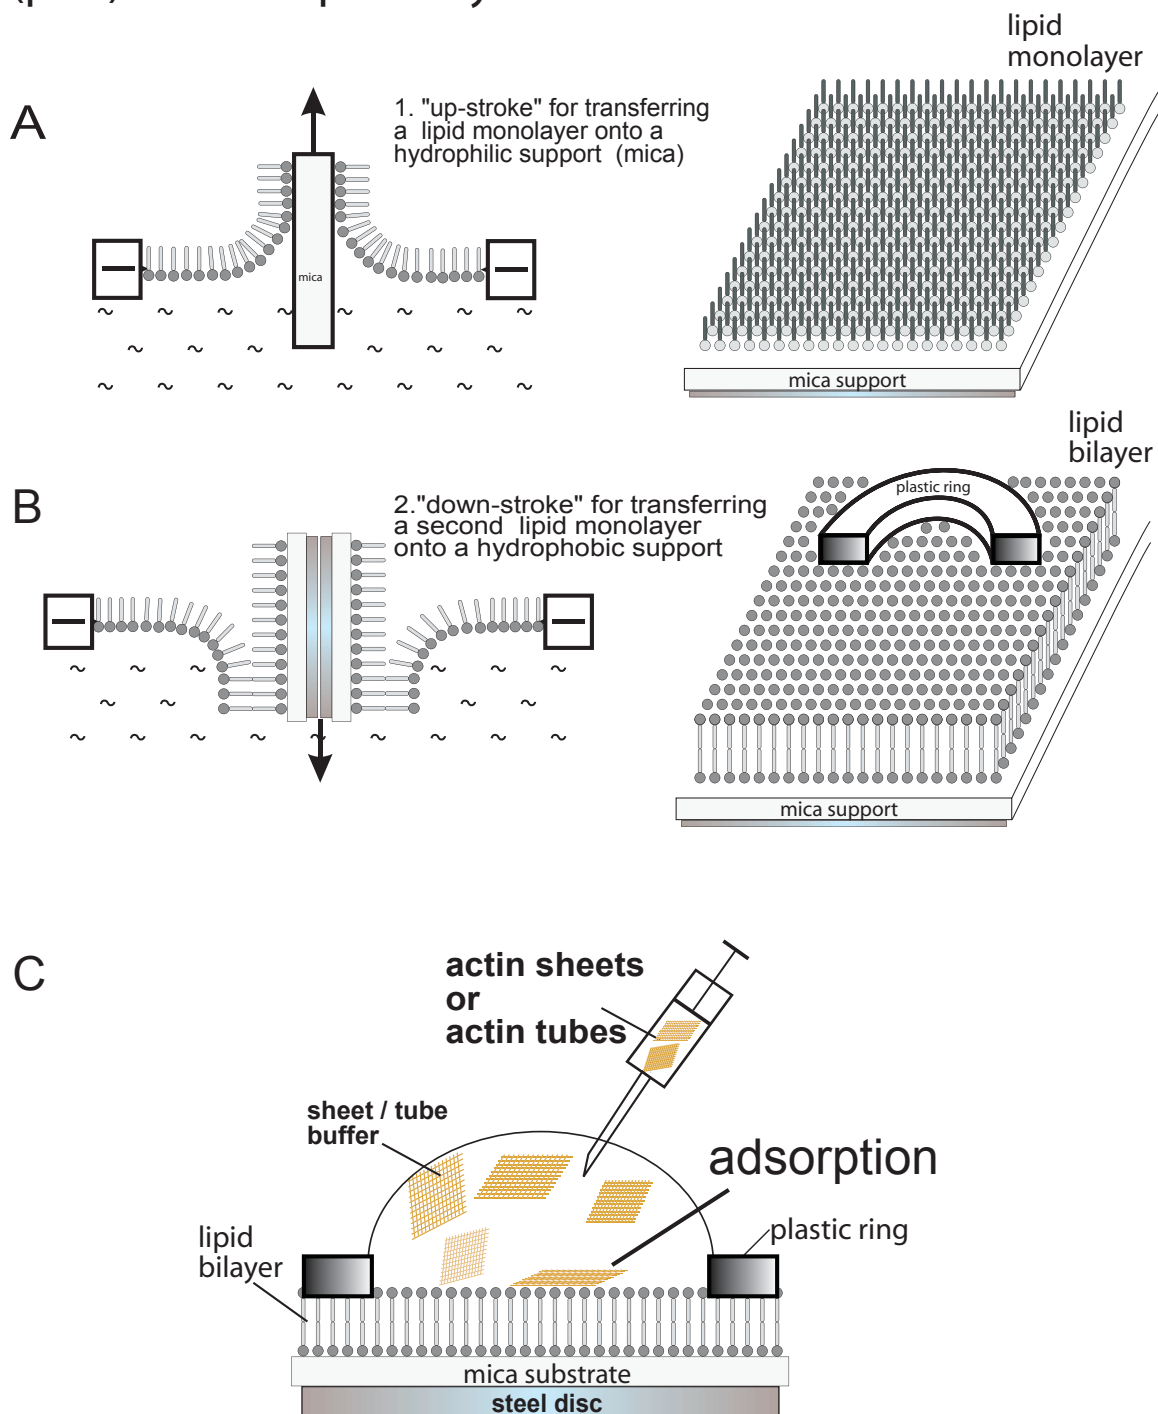 lipid
monolayer
A
1. "up-stroke" for transferring
a lipid monolayer onto a
hydrophilic support (mica)
mica
mica support
lipid
bilayer
B
2."down-stroke" for transferring
a second lipid monolayer
onto a hydrophobic support
plastic ring
mica support
C
actin sheets
or
actin tubes
sheet / tube
buffer
adsorption
lipid
bilayer
plastic ring
mica substrate
steel disc